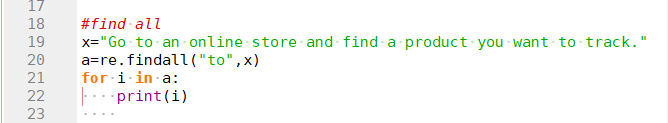 17
18 #find all
19 x="Go to an online store and find a product you want to track."
20 a=re.findall("to",x)
21 for i in a:
22     print(i)
23